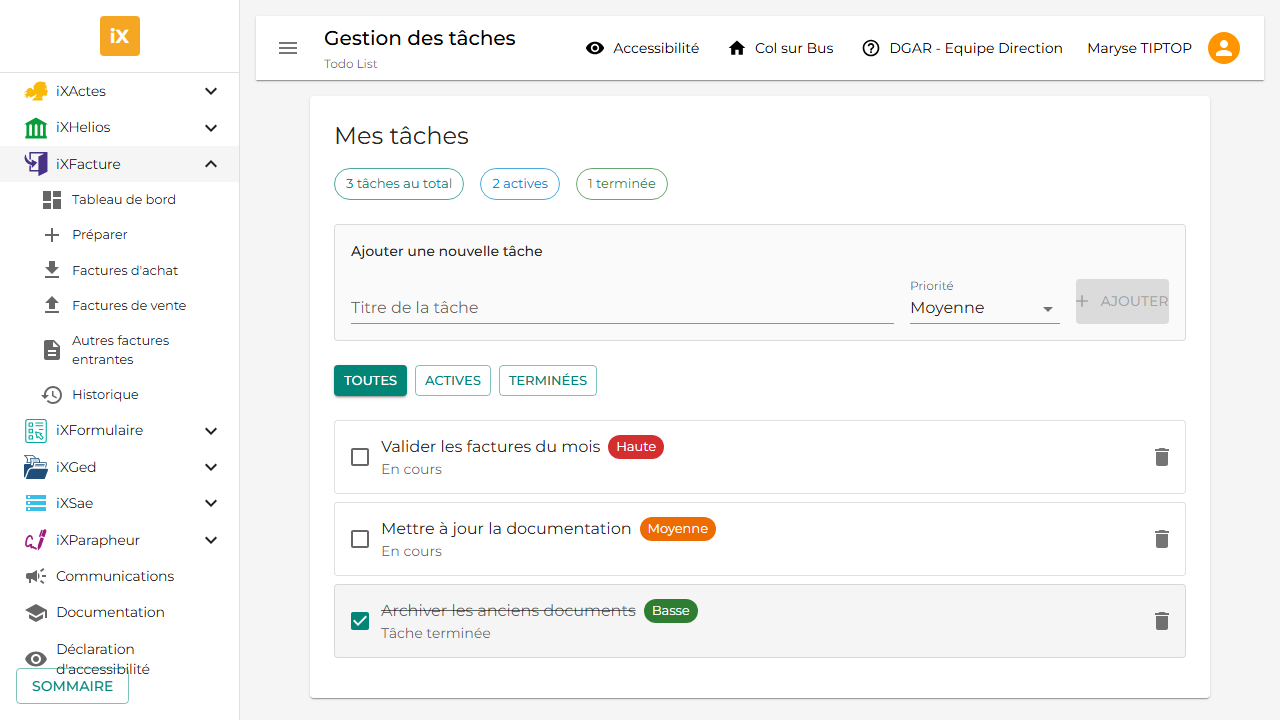 iX
iXActes
iXHelios
iXFacture
Tableau de bord
Préparer
Factures d'achat
Factures de vente
Autres factures
entrantes
Historique
iXFormulaire
iXGed
iXSae
iXParapheur
Communications
Documentation
Déclaration
d'accessibilité
SOMMAIRE
Gestion des tâches
Todo List
Accessibilité
Col sur Bus
DGAR - Equipe Direction
Maryse TIPTOP
Mes tâches
3 tâches au total
2 actives
1 terminée
Ajouter une nouvelle tâche
Titre de la tâche
Priorité
Moyenne
AJOUTER
TOUTES
ACTIVES
TERMINÉES
Valider les factures du mois
Haute
En cours
Mettre à jour la documentation
Moyenne
En cours
Archiver les anciens documents
Basse
Tâche terminée